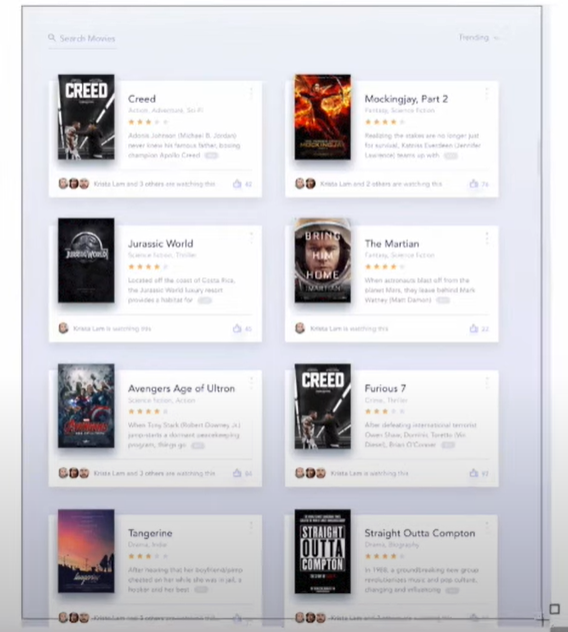 Search Movies
Trending
CREED
Creed
Action, Adventure, Sci Fi
Adonis Johnson (Michael B. Jordan)
never knew his famous father, boxing
champion Apollo Creed
Krista Lam and 3 others are watching this
Mockingjay, Part 2
Fantasy, Science Fiction
Realizing the stakes are no longer just
for survival, Katniss Everdeen (Jennifer
Lawrence) teams up with
Krista Lam and 2 others are watching this
74
JURASSIC WORLD
Jurassic World
Science Fiction, Thriller
Located off the coast of Costa Rica,
the Jurassic World luxury resort
provides a habitat for
Krista Lam is watching this
BRING
HIM
HOME
MARTIAN
The Martian
Fantasy, Science Fiction
When astronauts blast off from the
planet Mars, they leave behind Mark
Watney (Matt Damon)
Krista Lam is watching this
Avengers Age of Ultron
Science fiction, Action
When Tony Stark (Robert Downey Jr.)
jump-starts a dormant peacekeeping
program, things go
Krista Lam and 2 others are watching this
CREED
Furious 7
Crime, Thriller
After defeating international terrorist
Owen Shaw, Dominic Toretto (Vin
Diesel), Brian O'Conner
Krista Lam is watching this
Tangerine
Drama, Indie
After hearing that her boyfriend/pimp
cheated on her while she was in jail, a
hooker and her best
STRAIGHT
OUTTA
COMPTON
Straight Outta Compton
Drama, Biography
In 1988, a groundbreaking new group
revolutionizes music and pop culture,
changing and influencing